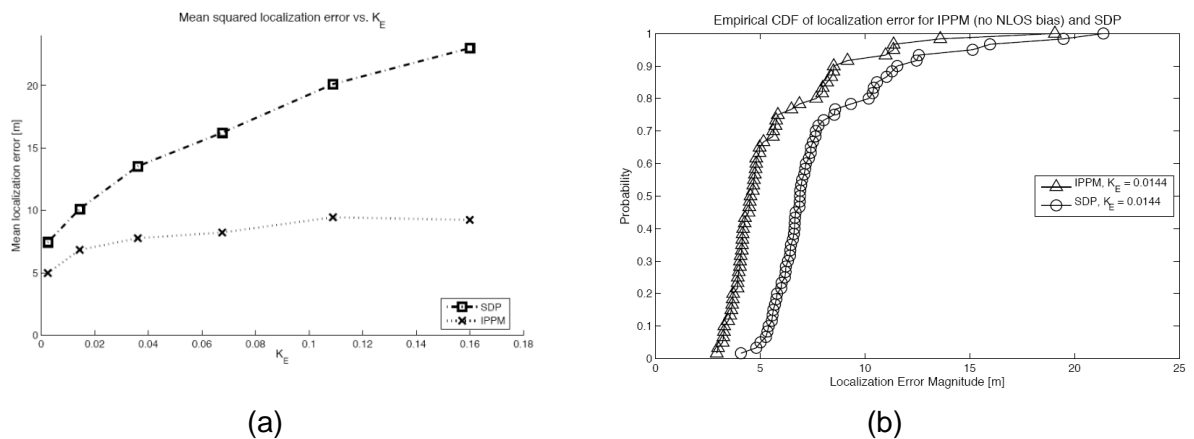 Mean squared localization error vs. K_E
Mean localization error [m]
20
15
10
5
0
0
0.02
0.04
0.06
0.08
0.1
0.12
0.14
0.16
0.18
K_E
SDP
IPPM
(a)
Empirical CDF of localization error for IPPM (no NLOS bias) and SDP
Probability
1
0.9
0.8
0.7
0.6
0.5
0.4
0.3
0.2
0.1
0
0
5
10
15
20
25
Localization Error Magnitude [m]
IPPM, K_E = 0.0144
SDP, K_E = 0.0144
(b)